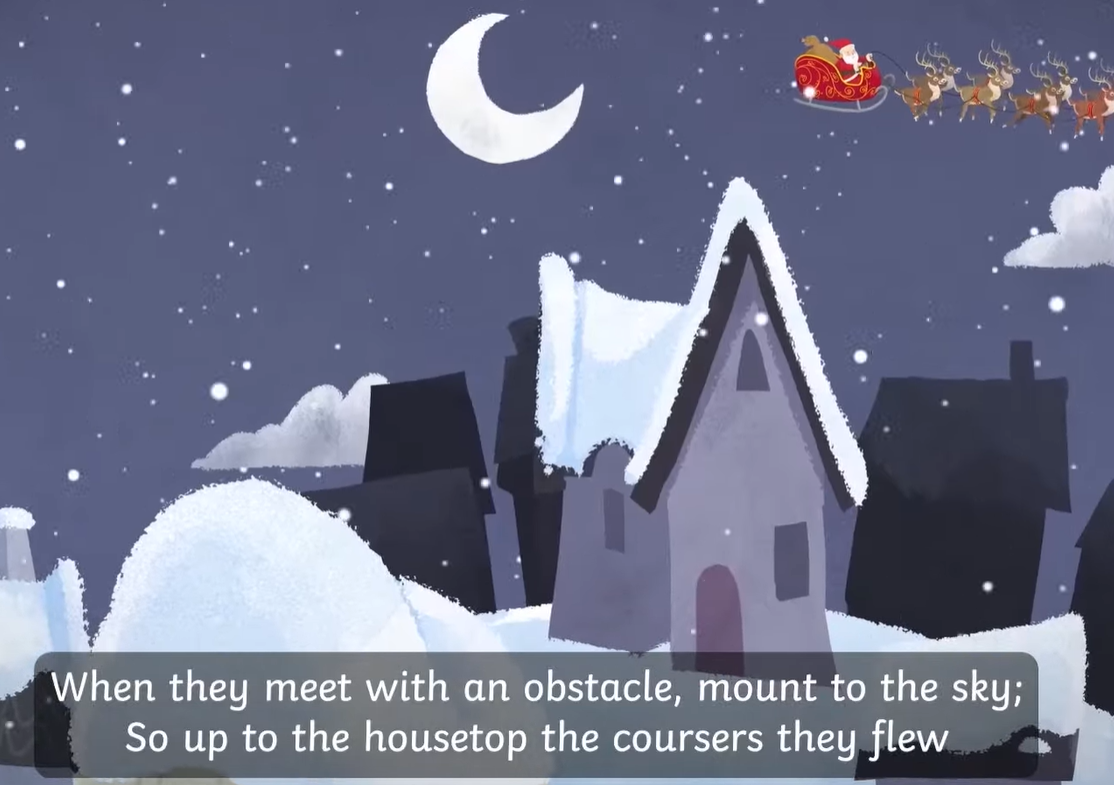 When they meet with an obstacle, mount to the sky;
So up to the housetop the coursers they flew